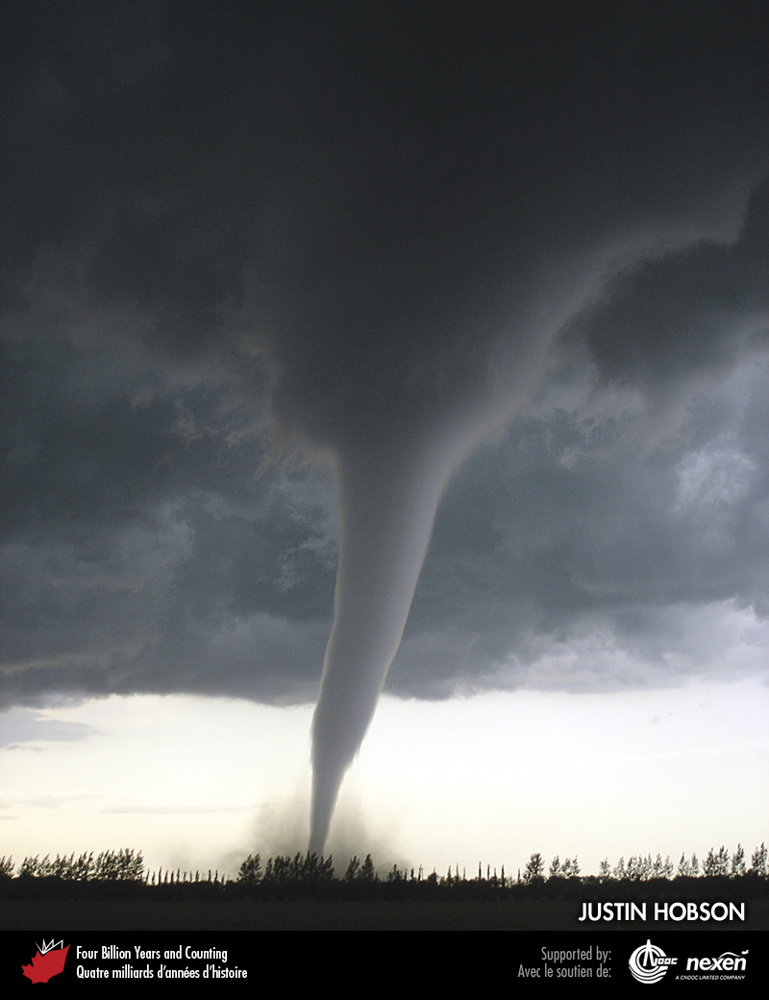 JUSTIN HOBSON
Four Billion Years and Counting
Quatre milliards d'années d'histoire
Supported by:
Avec le soutien de:
CNOOC
nexen
A CNOOC LIMITED COMPANY